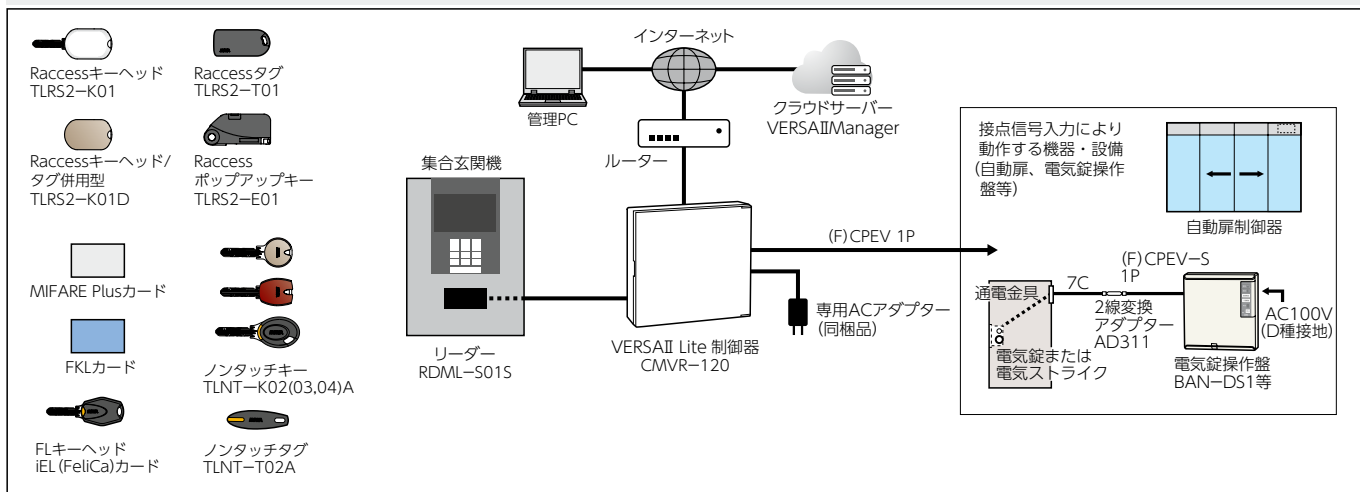 Raccessキーヘッド
TLRS2−K01
Raccessタグ
TLRS2−T01
Raccessキーヘッド/
タグ併用型
TLRS2−K01D
Raccess
ポップアップキー
TLRS2−E01
MIFARE Plusカード
FKLカード
ノンタッチキー
TLNT−K02(03,04)A
FLキーヘッド
iEL(FeliCa)カード
ノンタッチタグ
TLNT−T02A
インターネット
管理PC
クラウドサーバー
VERSAⅡManager
ルーター
集合玄関機
リーダー
RDML−S01S
VERSAⅡ Lite 制御器
CMVR−120
(F)CPEV 1P
専用ACアダプター
(同梱品)
接点信号入力により
動作する機器・設備
(自動扉、電気錠操作
盤等)
自動扉制御器
通電金具
7C
(F)CPEV−S
1P
2線変換
アダプター
AD311
電気錠または
電気ストライク
AC100V
(D種接地)
電気錠操作盤
BAN−DS1等